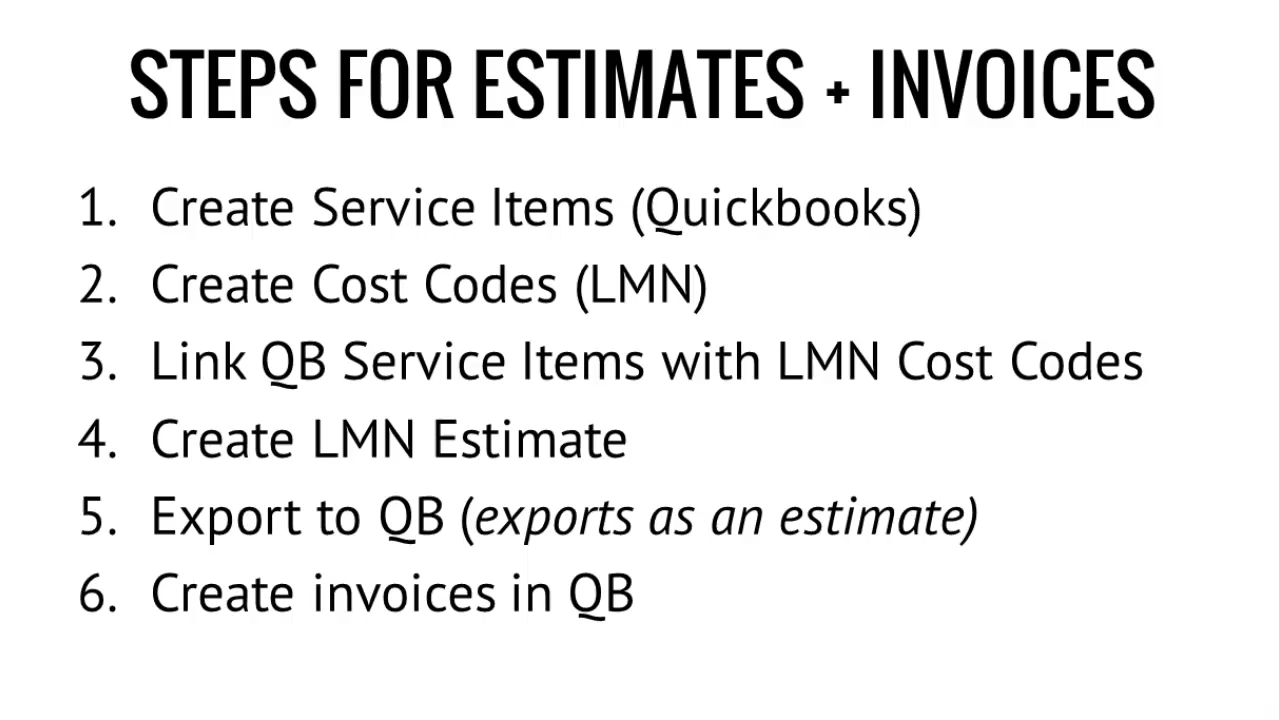 STEPS FOR ESTIMATES + INVOICES
1. Create Service Items (Quickbooks)
2. Create Cost Codes (LMN)
3. Link QB Service Items with LMN Cost Codes
4. Create LMN Estimate
5. Export to QB (exports as an estimate)
6. Create invoices in QB